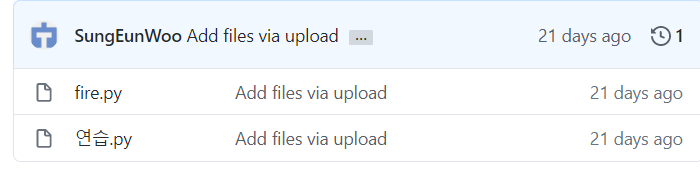 SungEunWoo Add files via upload ... 21 days ago 1
fire.py Add files via upload 21 days ago
연습.py Add files via upload 21 days ago